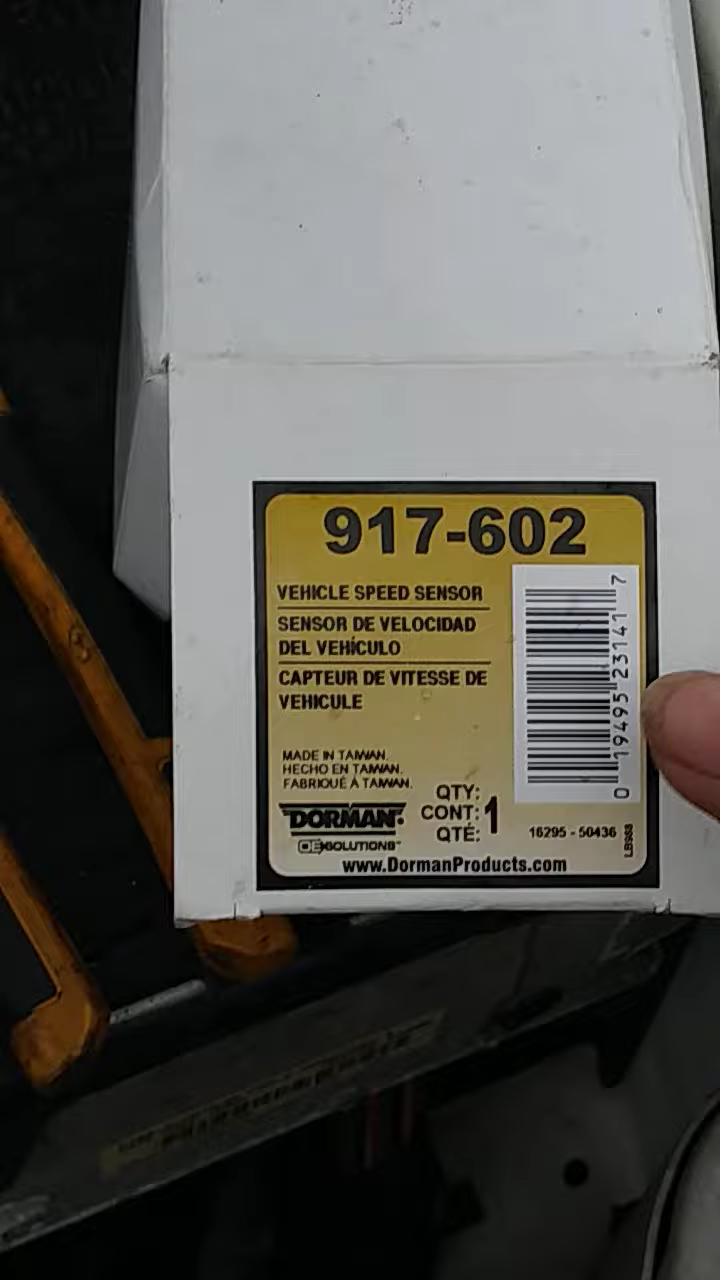 917-602
VEHICLE SPEED SENSOR
SENSOR DE VELOCIDAD
DEL VEHÍCULO
CAPTEUR DE VITESSE DE
VEHICULE
0 19495 23141 7
MADE IN TAIWAN.
HECHO EN TAIWAN.
FABRIQUÉ A TAIWAN.
DORMAN
OE SOLUTIONS™
QTY:
CONT: 1
QTÉ:
16295 - 50436
LB988
www.DormanProducts.com